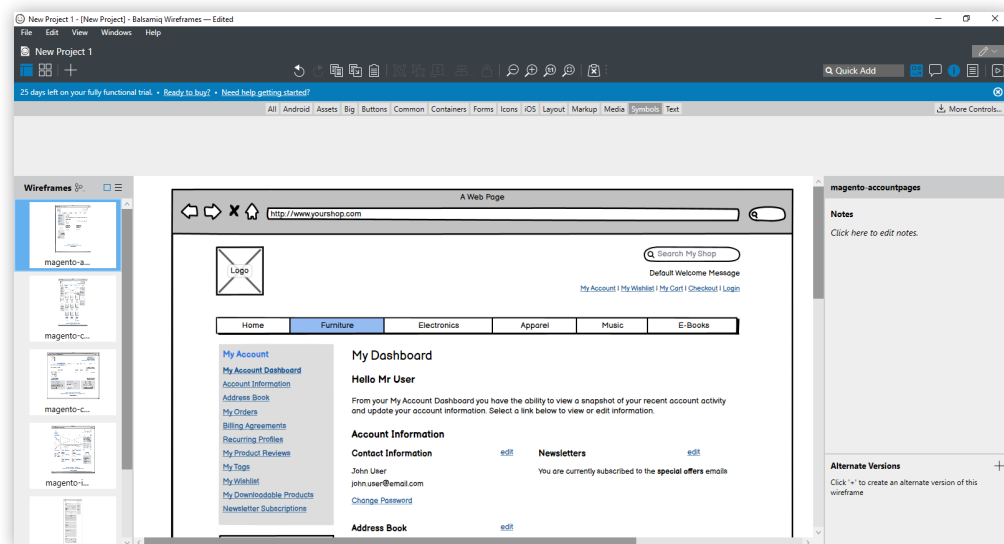 New Project 1 - [New Project] - Balsamiq Wireframes — Edited
File Edit View Windows Help
New Project 1
Quick Add
25 days left on your fully functional trial. • Ready to buy? • Need help getting started?
All Android Assets Big Buttons Common Containers Forms Icons iOS Layout Markup Media Symbols Text
More Controls...
Wireframes
magento-a...
magento-c...
magento-c...
magento-i...
A Web Page
http://www.yourshop.com
Logo
Search My Shop
Default Welcome Message
My Account | My Wishlist | My Cart | Checkout | Login
Home Furniture Electronics Apparel Music E-Books
My Account
My Account Dashboard
Account Information
Address Book
My Orders
Billing Agreements
Recurring Profiles
My Product Reviews
My Tags
My Wishlist
My Downloadable Products
Newsletter Subscriptions
My Dashboard
Hello Mr User
From your My Account Dashboard you have the ability to view a snapshot of your recent account activity
and update your account information. Select a link below to view or edit information.
Account Information
Contact Information edit
John User
john.user@email.com
Change Password
Newsletters edit
You are currently subscribed to the special offers emails
Address Book edit
magento-accountpages
Notes
Click here to edit notes.
Alternate Versions
Click '+' to create an alternate version of this
wireframe